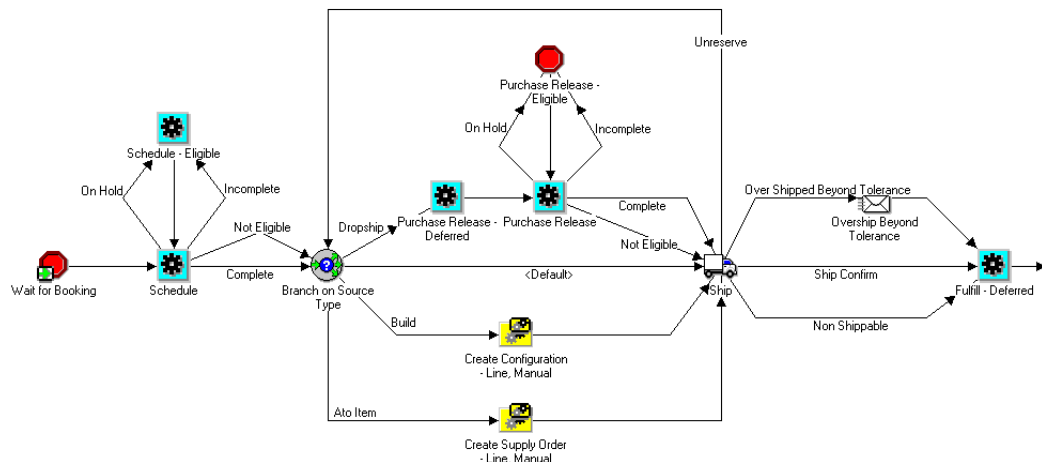 Unreserve
Purchase Release -
Eligible
On Hold
Incomplete
Schedule - Eligible
On Hold
Incomplete
Not Eligible
Dropship
Purchase Release -
Deferred
Purchase Release
Complete
Not Eligible
Over Shipped Beyond Tolerance
Overship Beyond
Tolerance
Wait for Booking
Schedule
Complete
Branch on Source
Type
<Default>
Ship
Ship Confirm
Fulfill - Deferred
Build
Non Shippable
Create Configuration
- Line, Manual
Ato Item
Create Supply Order
- Line, Manual